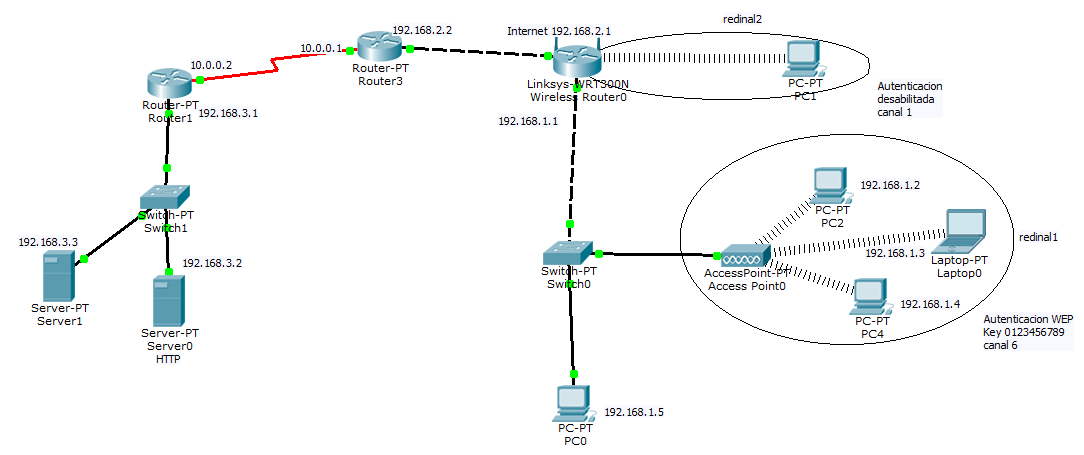 redinal2
192.168.2.2
Internet 192.168.2.1
10.0.0.1
Router-PT
Router3
10.0.0.2
Router-PT
Router1
192.168.3.1
Linksys-WRT300N
Wireless Router0
PC-PT
PC1
Autenticacion
desabilitada
canal 1
192.168.1.1
Switch-PT
Switch1
192.168.3.3
Server-PT
Server1
192.168.3.2
Server-PT
Server0
HTTP
Switch-PT
Switch0
AccessPoint-PT
Access Point0
192.168.1.2
PC-PT
PC2
192.168.1.3
Laptop-PT
Laptop0
redinal1
192.168.1.4
PC-PT
PC4
Autenticacion WEP
Key 0123456789
canal 6
192.168.1.5
PC-PT
PC0